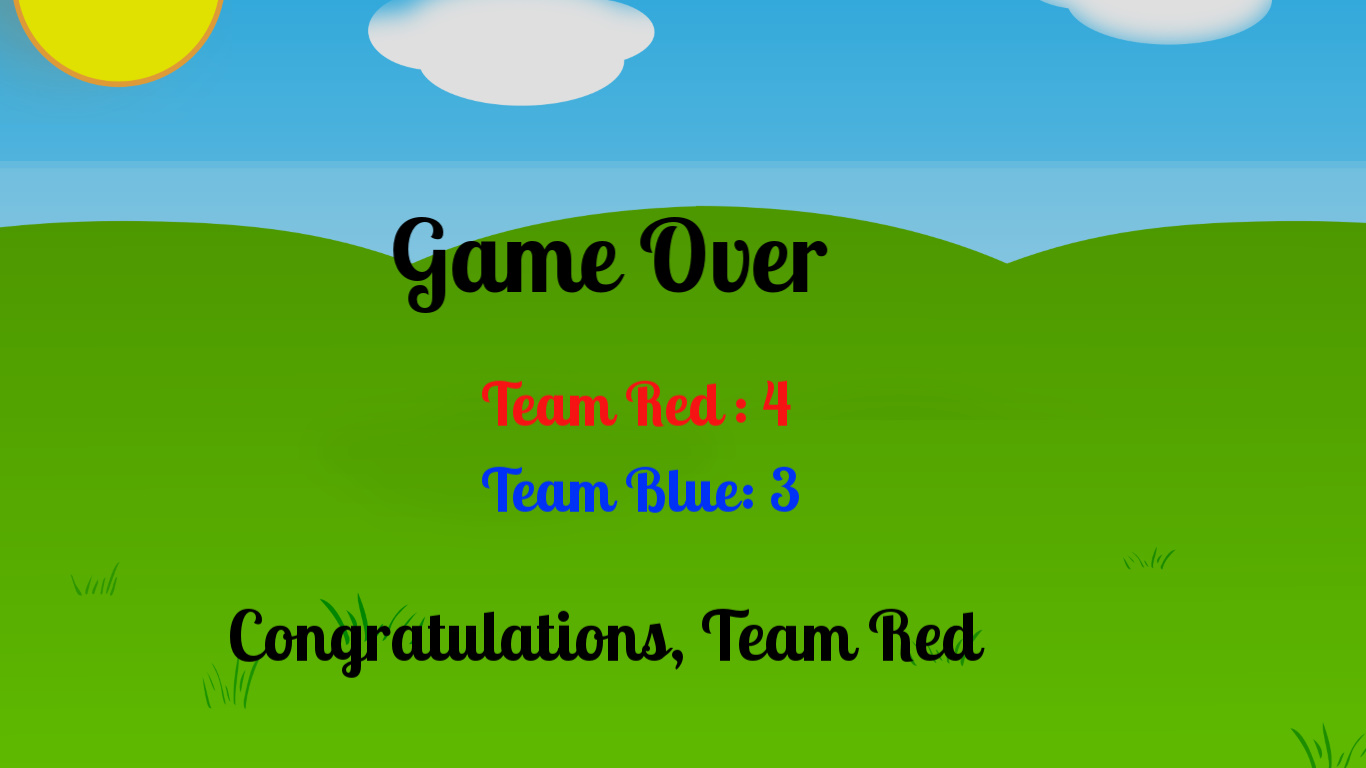 Game Over
Team Red : 4
Team Blue: 3
Congratulations, Team Red